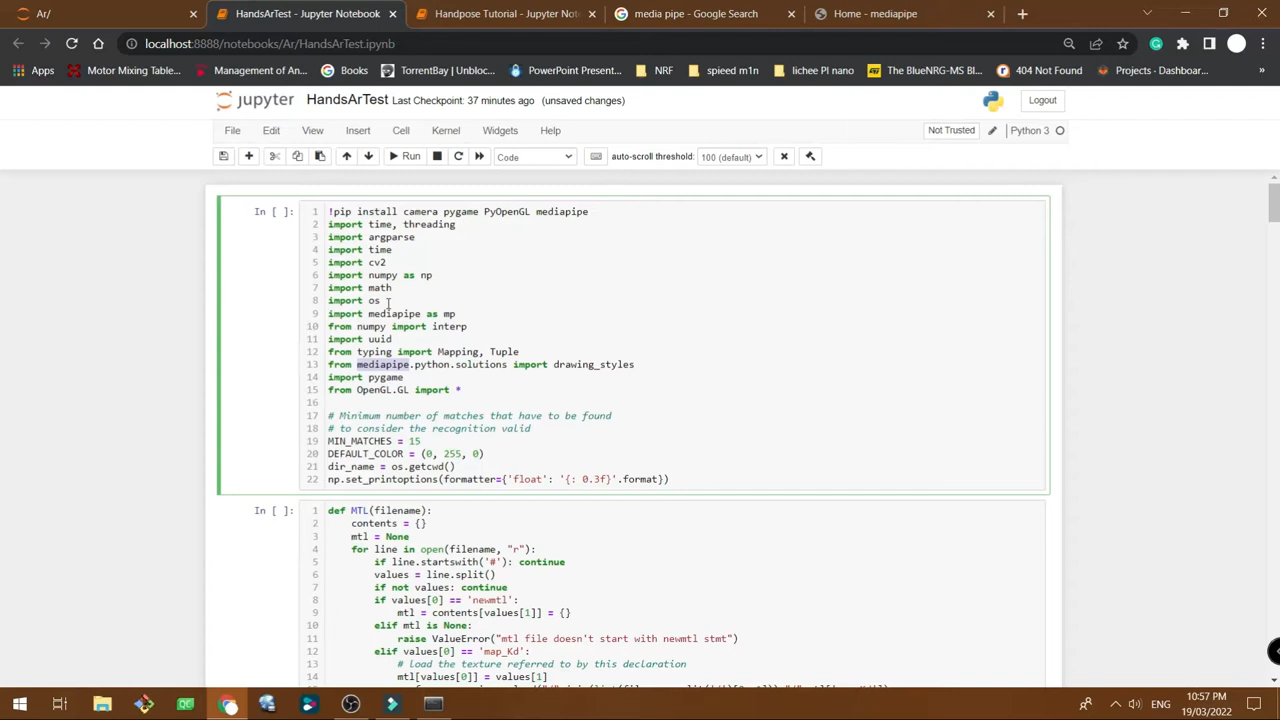 Ar/
HandsArTest - Jupyter Notebook
Handpose Tutorial - Jupyter Not
media pipe - Google Search
Home - mediapipe
localhost:8888/notebooks/Ar/HandsArTest.ipynb
Apps
Motor Mixing Table...
Management of An...
Books
TorrentBay | Unbloc...
PowerPoint Present...
NRF
spieed m1n
lichee PI nano
The BlueNRG-MS Bl...
404 Not Found
Projects - Dashboar...
jupyter HandsArTest Last Checkpoint: 37 minutes ago (unsaved changes)
Logout
File Edit View Insert Cell Kernel Widgets Help
Not Trusted
Python 3
Run
Code
auto-scroll threshold:
100 (default)
In [ ]:
1 !pip install camera pygame PyOpenGL mediapipe
2 import time, threading
3 import argparse
4 import time
5 import cv2
6 import numpy as np
7 import math
8 import os
9 import mediapipe as mp
10 from numpy import interp
11 import uuid
12 from typing import Mapping, Tuple
13 from mediapipe.python.solutions import drawing_styles
14 import pygame
15 from OpenGL.GL import *
16
17 # Minimum number of matches that have to be found
18 # to consider the recognition valid
19 MIN_MATCHES = 15
20 DEFAULT_COLOR = (0, 255, 0)
21 dir_name = os.getcwd()
22 np.set_printoptions(formatter={'float': '{: 0.3f}'.format})
In [ ]:
1 def MTL(filename):
2 contents = {}
3 mtl = None
4 for line in open(filename, "r"):
5 if line.startswith('#'): continue
6 values = line.split()
7 if not values: continue
8 if values[0] == 'newmtl':
9 mtl = contents[values[1]] = {}
10 elif mtl is None:
11 raise ValueError("mtl file doesn't start with newmtl stmt")
12 elif values[0] == 'map_Kd':
13 # load the texture referred to by this declaration
14 mtl[values[0]] = values[1]
QC
ENG
10:57 PM
19/03/2022